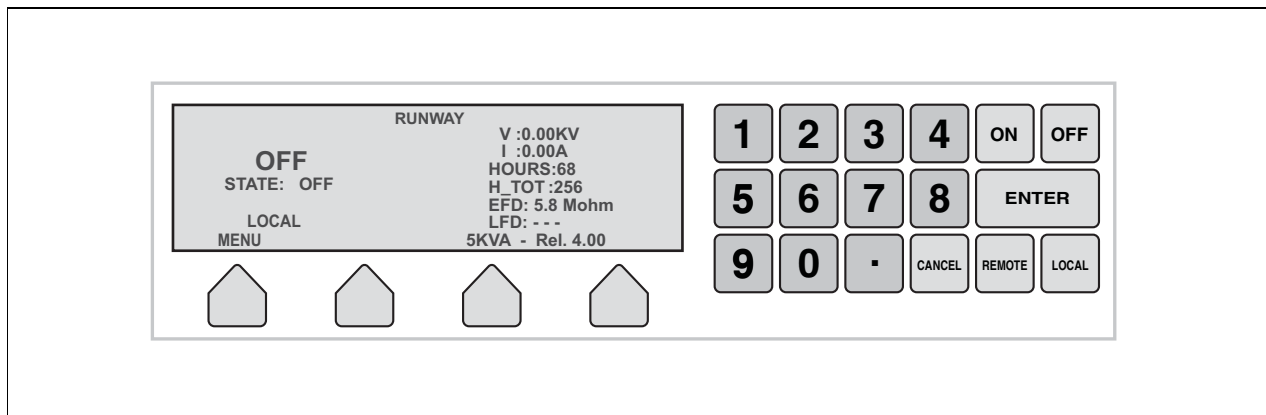 RUNWAY
V :0.00KV
I :0.00A
OFF
HOURS:68
STATE: OFF
H_TOT :256
EFD: 5.8 Mohm
LOCAL
LFD: - - -
MENU
5KVA - Rel. 4.00
1 2 3 4 ON OFF
5 6 7 8 ENTER
9 0 . CANCEL REMOTE LOCAL